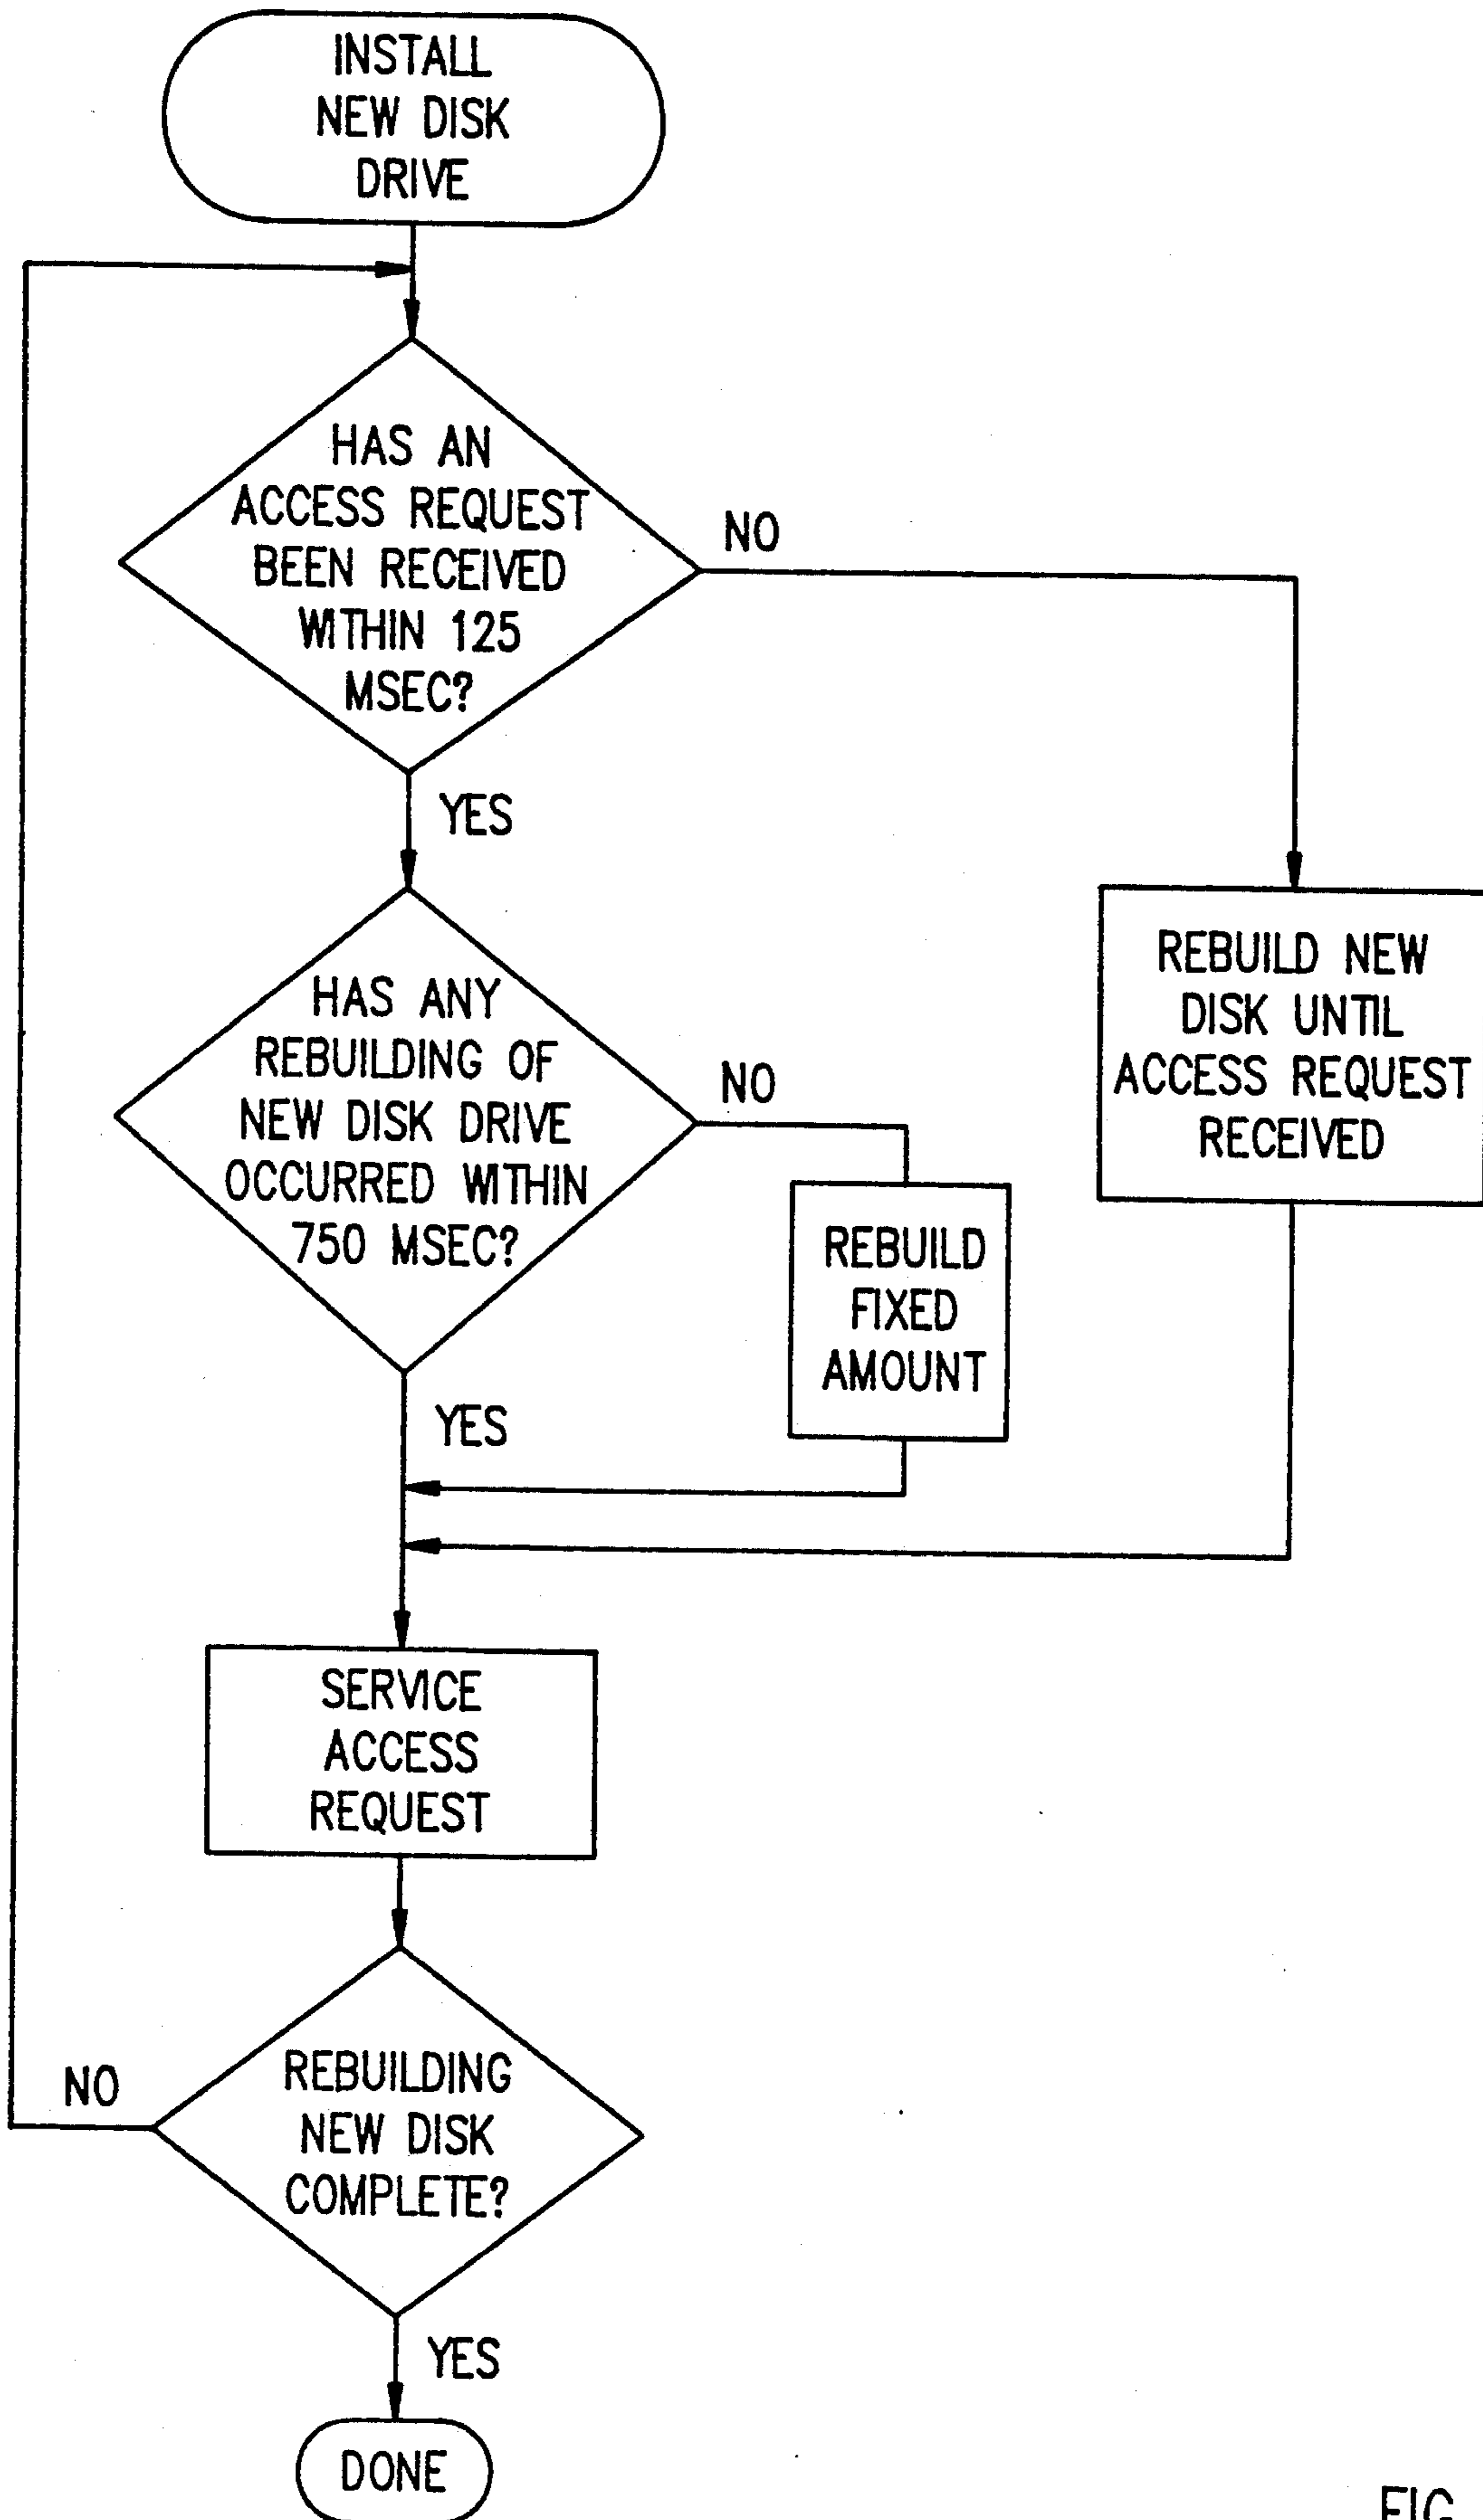 INSTALL
NEW DISK
DRIVE
HAS AN
ACCESS REQUEST
BEEN RECEIVED
WITHIN 125
MSEC?
NO
YES
REBUILD NEW
DISK UNTIL
ACCESS REQUEST
RECEIVED
HAS ANY
REBUILDING OF
NEW DISK DRIVE
OCCURRED WITHIN
750 MSEC?
NO
REBUILD
FIXED
AMOUNT
YES
SERVICE
ACCESS
REQUEST
REBUILDING
NEW DISK
COMPLETE?
NO
YES
DONE
FIG